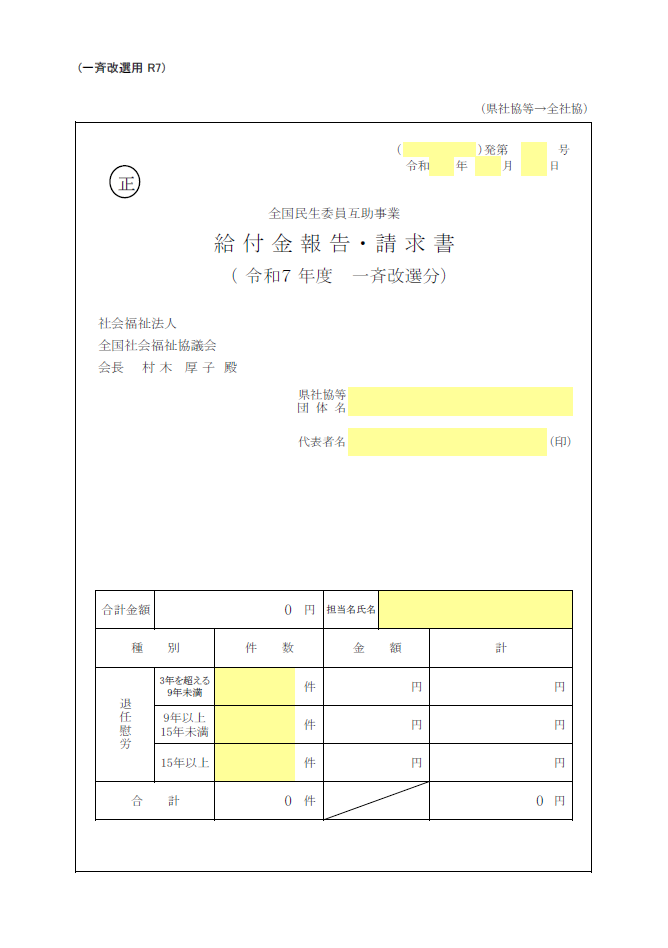 （一斉改選用 R7）
（県社協等→全社協）
（　　　）発第　　号
令和　　年　　月　　日
正
全国民生委員互助事業
給付金報告・請求書
（ 令和7 年度　一斉改選分）
社会福祉法人
全国社会福祉協議会
会長　村木　厚子 殿
県社協等
団体名
代表者名　　（印）
合計金額　0 円　担当名氏名
種　別　件　数　金　額　計
退任慰労
3年を超える
9年未満　件　円　円
9年以上
15年未満　件　円　円
15年以上　件　円　円
合　計　0 件　0 円